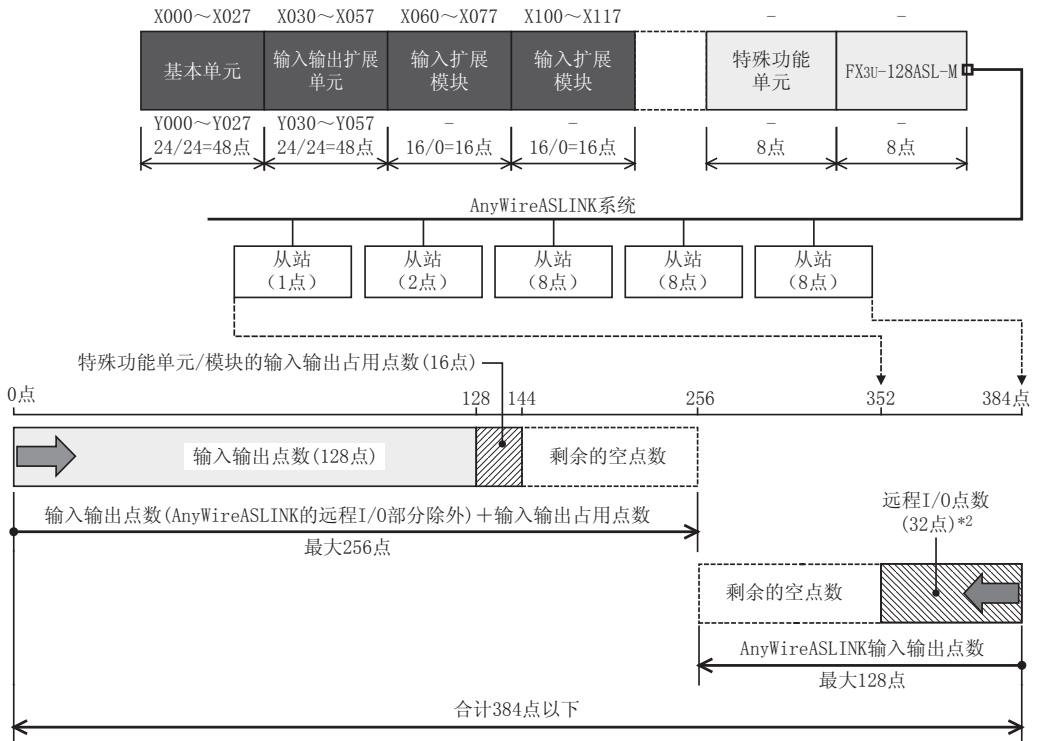 X000～X027 X030～X057 X060～X077 X100～X117 － －
基本单元
输入输出扩展
单元
输入扩展
模块
输入扩展
模块
特殊功能
单元
FX3U-128ASL-M
Y000～Y027 Y030～Y057 － － － －
24/24=48点 24/24=48点 16/0=16点 16/0=16点 8点 8点
AnyWireASLINK系统
从站
(1点)
从站
(2点)
从站
(8点)
从站
(8点)
从站
(8点)
特殊功能单元/模块的输入输出占用点数(16点)
0点 128 144 256 352 384点
输入输出点数(128点)
剩余的空点数
输入输出点数(AnyWireASLINK的远程I/O部分除外)＋输入输出占用点数
最大256点
远程I/O点数
(32点)*2
剩余的空点数
AnyWireASLINK输入输出点数
最大128点
合计384点以下